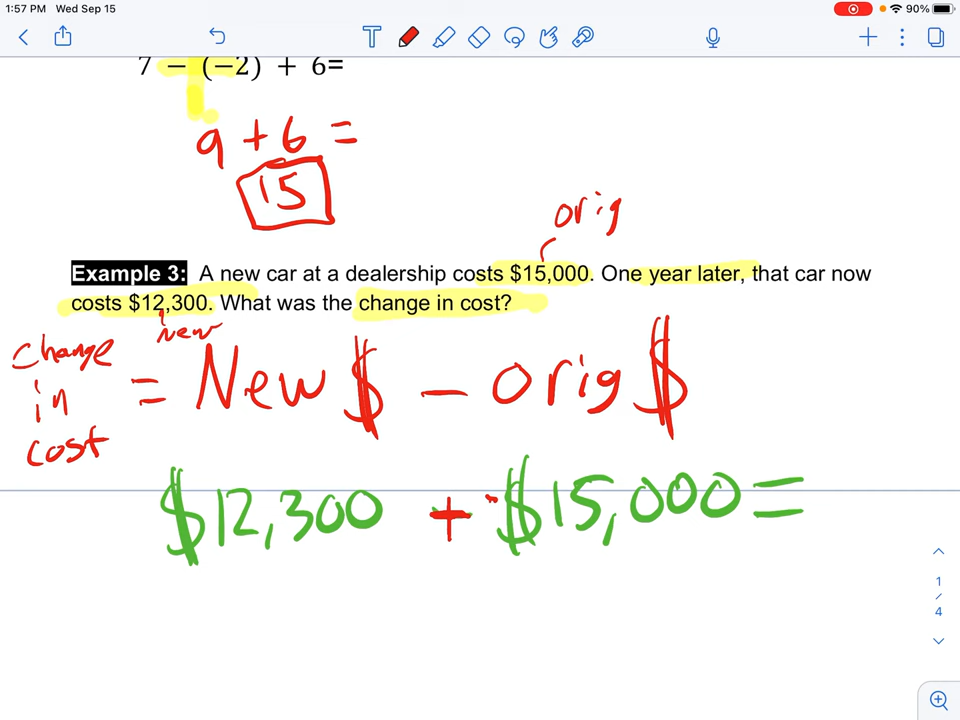 1:57 PM Wed Sep 15 90%
T
7 − (−2) + 6=
9 + 6 =
15
orig
Example 3: A new car at a dealership costs $15,000. One year later, that car now
costs $12,300. What was the change in cost?
new
change in cost = New $ − orig $
$12,300 + -$15,000=
1
/
4